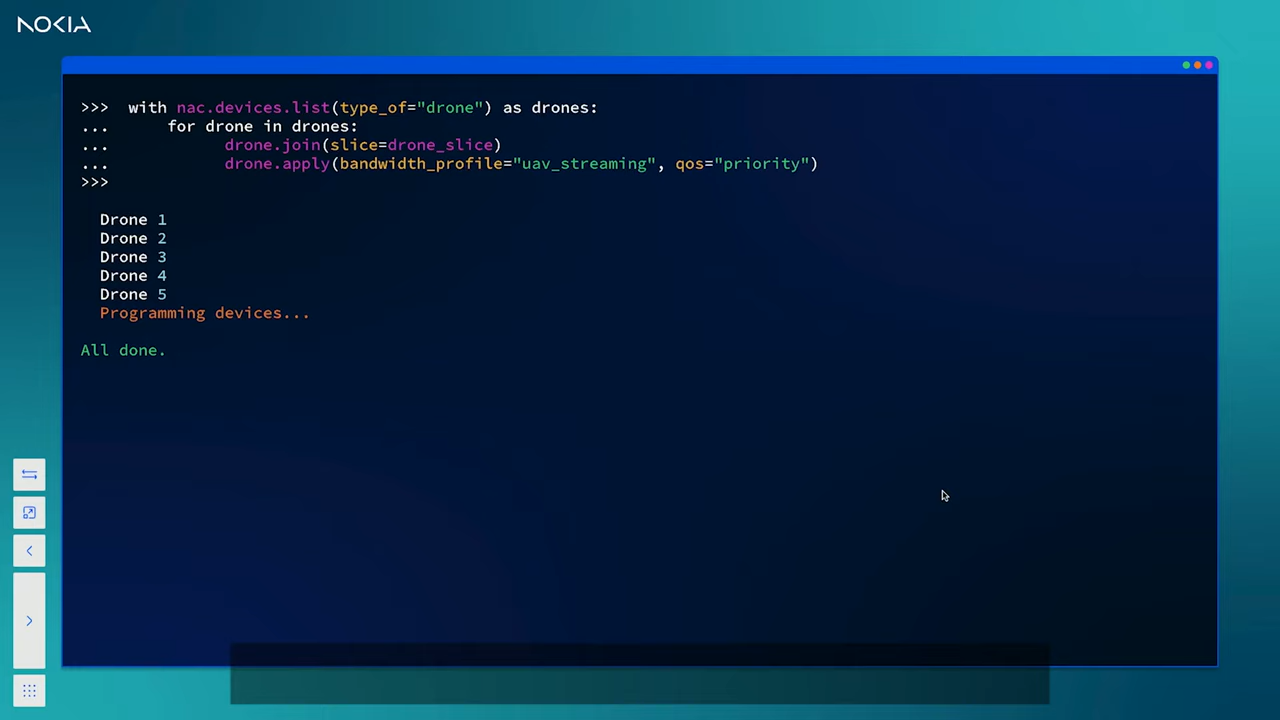 NOKIA
>>> with nac.devices.list(type_of="drone") as drones:
... for drone in drones:
... drone.join(slice=drone_slice)
... drone.apply(bandwidth_profile="uav_streaming", qos="priority")
>>>
Drone 1
Drone 2
Drone 3
Drone 4
Drone 5
Programming devices...
All done.